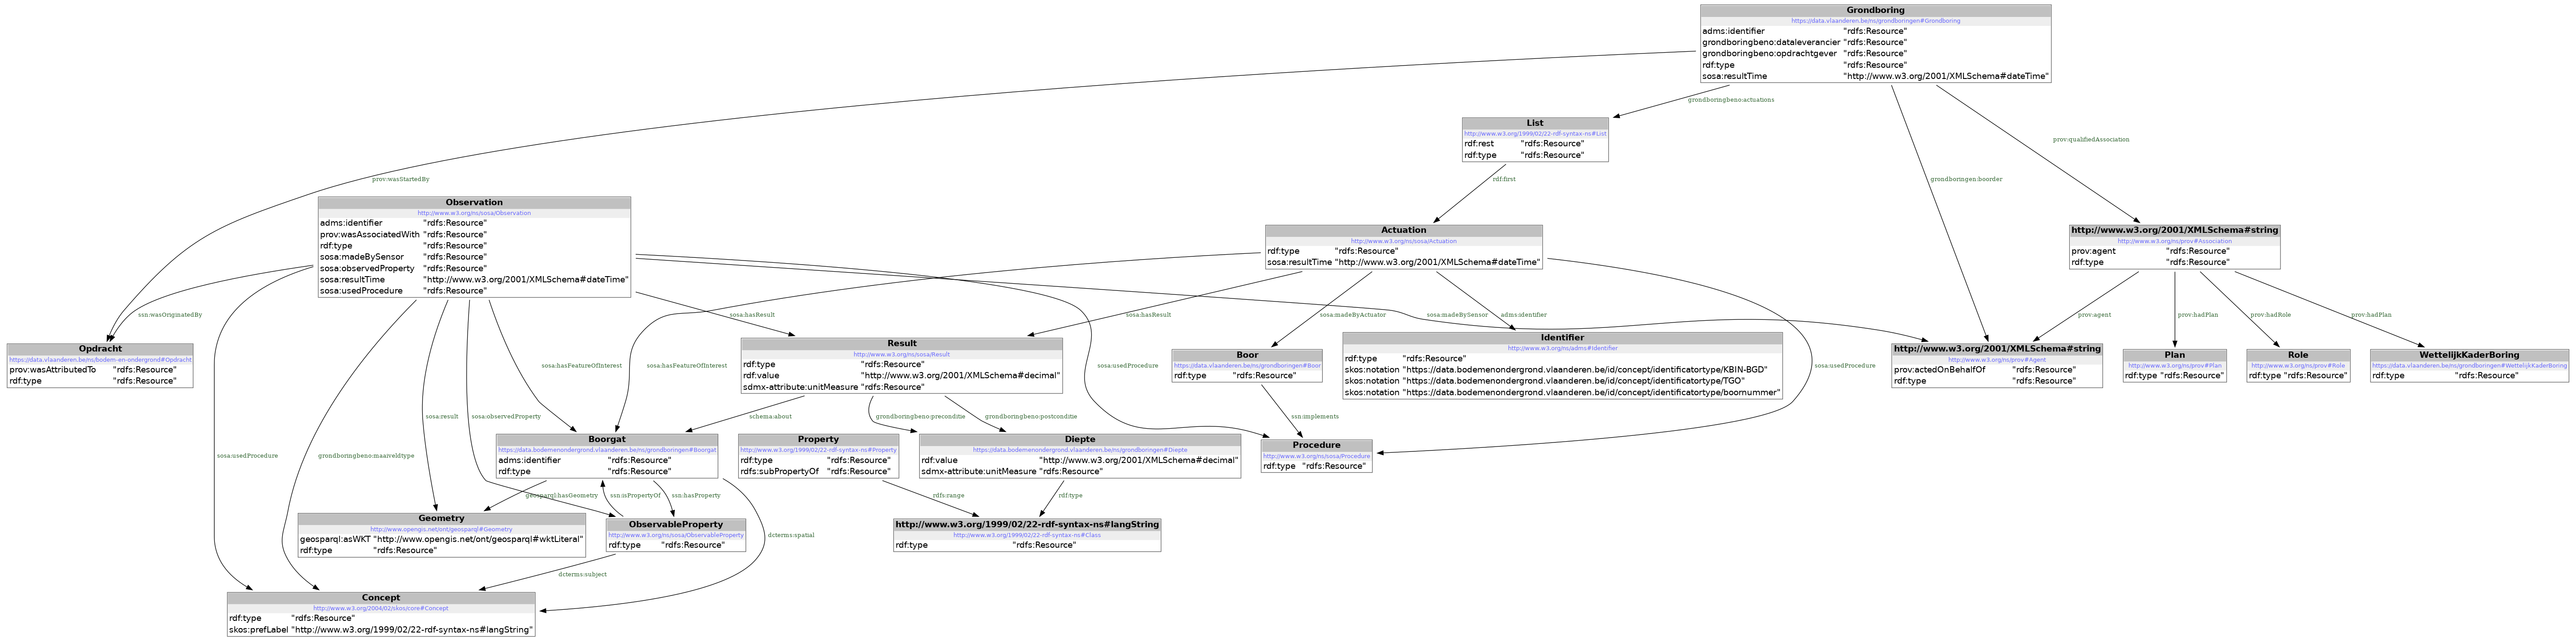 Grondboring
https://data.vlaanderen.be/ns/grondboringen#Grondboring
adms:identifier "rdfs:Resource"
grondboringbeno:dataleverancier "rdfs:Resource"
grondboringbeno:opdrachtgever "rdfs:Resource"
rdf:type "rdfs:Resource"
sosa:resultTime "http://www.w3.org/2001/XMLSchema#dateTime"
grondboringbeno:actuations
List
http://www.w3.org/1999/02/22-rdf-syntax-ns#List
rdf:rest "rdfs:Resource"
rdf:type "rdfs:Resource"
prov:qualifiedAssociation
prov:wasStartedBy
rdf:first
grondboringen:boorder
Observation
http://www.w3.org/ns/sosa/Observation
adms:identifier "rdfs:Resource"
prov:wasAssociatedWith "rdfs:Resource"
rdf:type "rdfs:Resource"
sosa:madeBySensor "rdfs:Resource"
sosa:observedProperty "rdfs:Resource"
sosa:resultTime "http://www.w3.org/2001/XMLSchema#dateTime"
sosa:usedProcedure "rdfs:Resource"
Actuation
http://www.w3.org/ns/sosa/Actuation
rdf:type "rdfs:Resource"
sosa:resultTime "http://www.w3.org/2001/XMLSchema#dateTime"
http://www.w3.org/2001/XMLSchema#string
http://www.w3.org/ns/prov#Association
prov:agent "rdfs:Resource"
rdf:type "rdfs:Resource"
ssn:wasOriginatedBy
sosa:hasResult
sosa:hasResult
sosa:madeByActuator
sosa:madeBySensor
adms:identifier
prov:agent
prov:hadPlan
prov:hadRole
prov:hadPlan
Opdracht
https://data.vlaanderen.be/ns/bodem-en-ondergrond#Opdracht
prov:wasAttributedTo "rdfs:Resource"
rdf:type "rdfs:Resource"
Result
http://www.w3.org/ns/sosa/Result
rdf:type "rdfs:Resource"
rdf:value "http://www.w3.org/2001/XMLSchema#decimal"
sdmx-attribute:unitMeasure "rdfs:Resource"
Boor
https://data.vlaanderen.be/ns/grondboringen#Boor
rdf:type "rdfs:Resource"
Identifier
http://www.w3.org/ns/adms#Identifier
rdf:type "rdfs:Resource"
skos:notation "https://data.bodemenondergrond.vlaanderen.be/id/concept/identificatortype/KBIN-BGD"
skos:notation "https://data.bodemenondergrond.vlaanderen.be/id/concept/identificatortype/TGO"
skos:notation "https://data.bodemenondergrond.vlaanderen.be/id/concept/identificatortype/boornummer"
http://www.w3.org/2001/XMLSchema#string
http://www.w3.org/ns/prov#Agent
prov:actedOnBehalfOf "rdfs:Resource"
rdf:type "rdfs:Resource"
Plan
http://www.w3.org/ns/prov#Plan
rdf:type "rdfs:Resource"
Role
http://www.w3.org/ns/prov#Role
rdf:type "rdfs:Resource"
WettelijkKaderBoring
https://data.vlaanderen.be/ns/grondboringen#WettelijkKaderBoring
rdf:type "rdfs:Resource"
sosa:hasFeatureOfInterest
sosa:hasFeatureOfInterest
sosa:usedProcedure
sosa:usedProcedure
sosa:result
sosa:observedProperty
schema:about
grondboringbeno:preconditie
grondboringbeno:postconditie
ssn:implements
Boorgat
https://data.bodemenondergrond.vlaanderen.be/ns/grondboringen#Boorgat
adms:identifier "rdfs:Resource"
rdf:type "rdfs:Resource"
Property
http://www.w3.org/1999/02/22-rdf-syntax-ns#Property
rdf:type "rdfs:Resource"
rdfs:subPropertyOf "rdfs:Resource"
Diepte
https://data.bodemenondergrond.vlaanderen.be/ns/grondboringen#Diepte
rdf:value "http://www.w3.org/2001/XMLSchema#decimal"
sdmx-attribute:unitMeasure "rdfs:Resource"
Procedure
http://www.w3.org/ns/sosa/Procedure
rdf:type "rdfs:Resource"
sosa:usedProcedure
grondboringbeno:maaiveldtype
geosparql:hasGeometry
ssn:isPropertyOf
ssn:hasProperty
rdfs:range
rdf:type
Geometry
http://www.opengis.net/ont/geosparql#Geometry
geosparql:asWKT "http://www.opengis.net/ont/geosparql#wktLiteral"
rdf:type "rdfs:Resource"
ObservableProperty
http://www.w3.org/ns/sosa/ObservableProperty
rdf:type "rdfs:Resource"
http://www.w3.org/1999/02/22-rdf-syntax-ns#langString
http://www.w3.org/1999/02/22-rdf-syntax-ns#Class
rdf:type "rdfs:Resource"
dcterms:spatial
dcterms:subject
Concept
http://www.w3.org/2004/02/skos/core#Concept
rdf:type "rdfs:Resource"
skos:prefLabel "http://www.w3.org/1999/02/22-rdf-syntax-ns#langString"